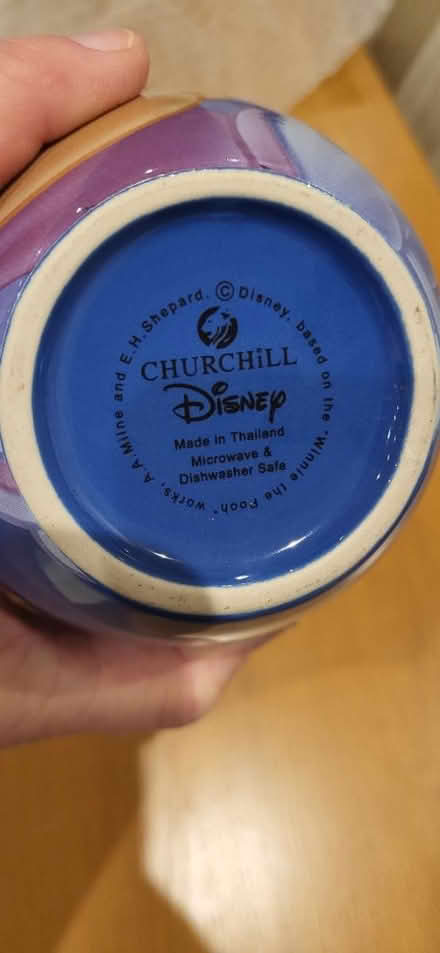 © Disney. based on the "Winnie the Pooh" works, A.A Milne and E.H. Shepard.
CHURCHiLL
Disney
Made in Thailand
Microwave &
Dishwasher Safe